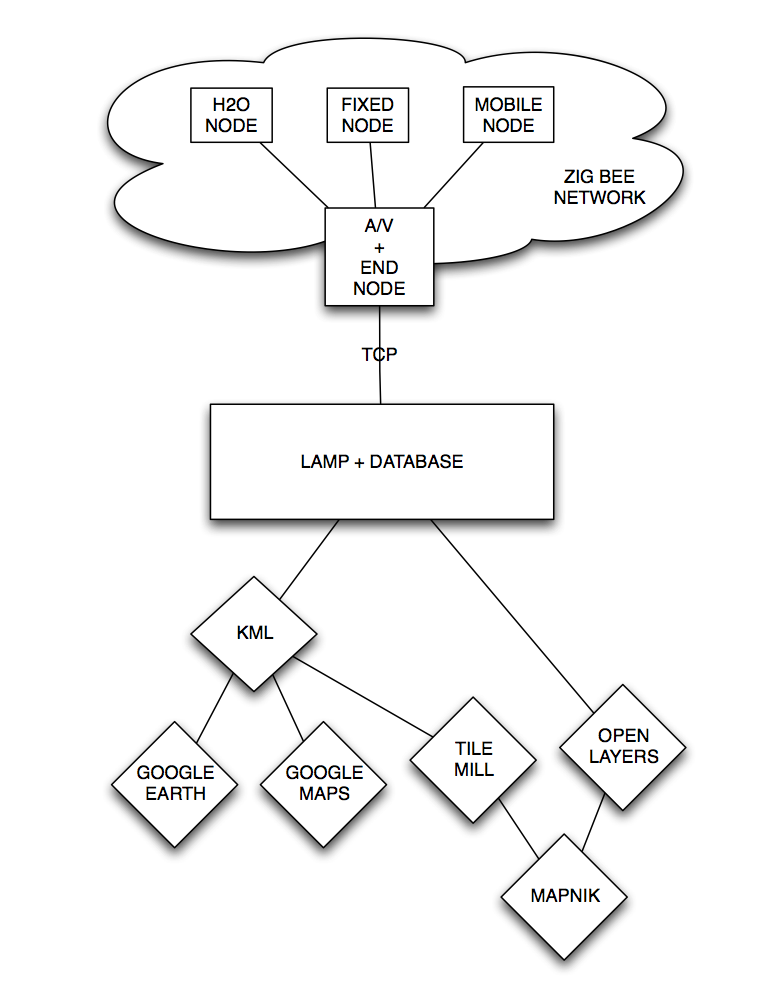 H2O
NODE
FIXED
NODE
MOBILE
NODE
ZIG BEE
NETWORK
A/V
+
END
NODE
TCP
LAMP + DATABASE
KML
GOOGLE
EARTH
GOOGLE
MAPS
TILE
MILL
OPEN
LAYERS
MAPNIK